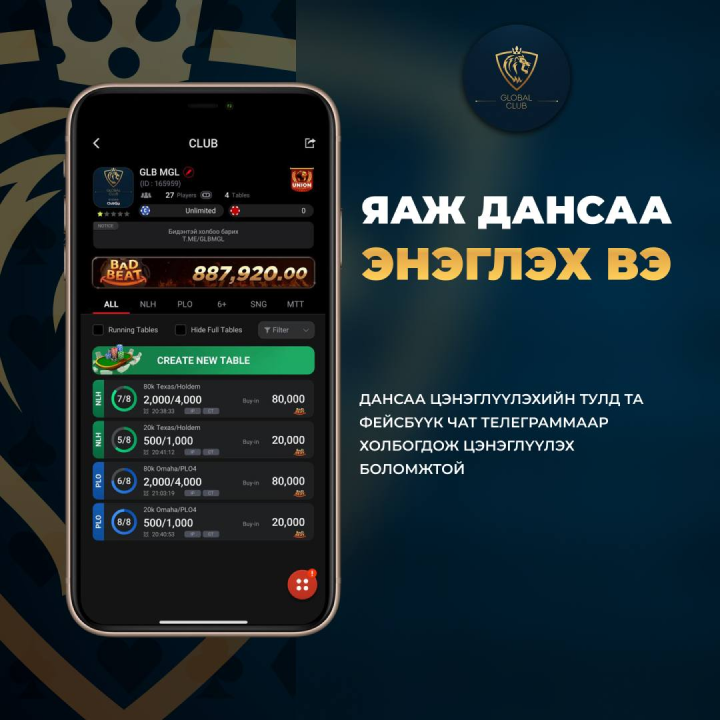 GLOBAL
CLUB
CLUB
GLB MGL
(ID : 165959)
UNION
27 Players
4 Tables
Unlimited
0
NOTICE
Бидэнтэй холбоо барих
T.ME/GLBMGL
BAD
BEAT
887,920.00
ALL NLH PLO 6+ SNG MTT
Running Tables
Hide Full Tables
Filter
CREATE NEW TABLE
NLH
7/8
80k Texas/Holdem
2,000/4,000
20:38:33
Buy-in
80,000
NLH
5/8
20k Texas/Holdem
500/1,000
20:41:12
Buy-in
20,000
PLO
6/8
80k Omaha/PLO4
2,000/4,000
21:03:19
Buy-in
80,000
PLO
8/8
20k Omaha/PLO4
500/1,000
20:40:53
Buy-in
20,000
ЯАЖ ДАНСАА
ЭНЭГЛЭХ ВЭ
ДАНСАА ЦЭНЭГЛҮҮЛЭХИЙН ТУЛД ТА
ФЕЙСБҮҮК ЧАТ ТЕЛЕГРАММААР
ХОЛБОГДОЖ ЦЭНЭГЛҮҮЛЭХ
БОЛОМЖТОЙ